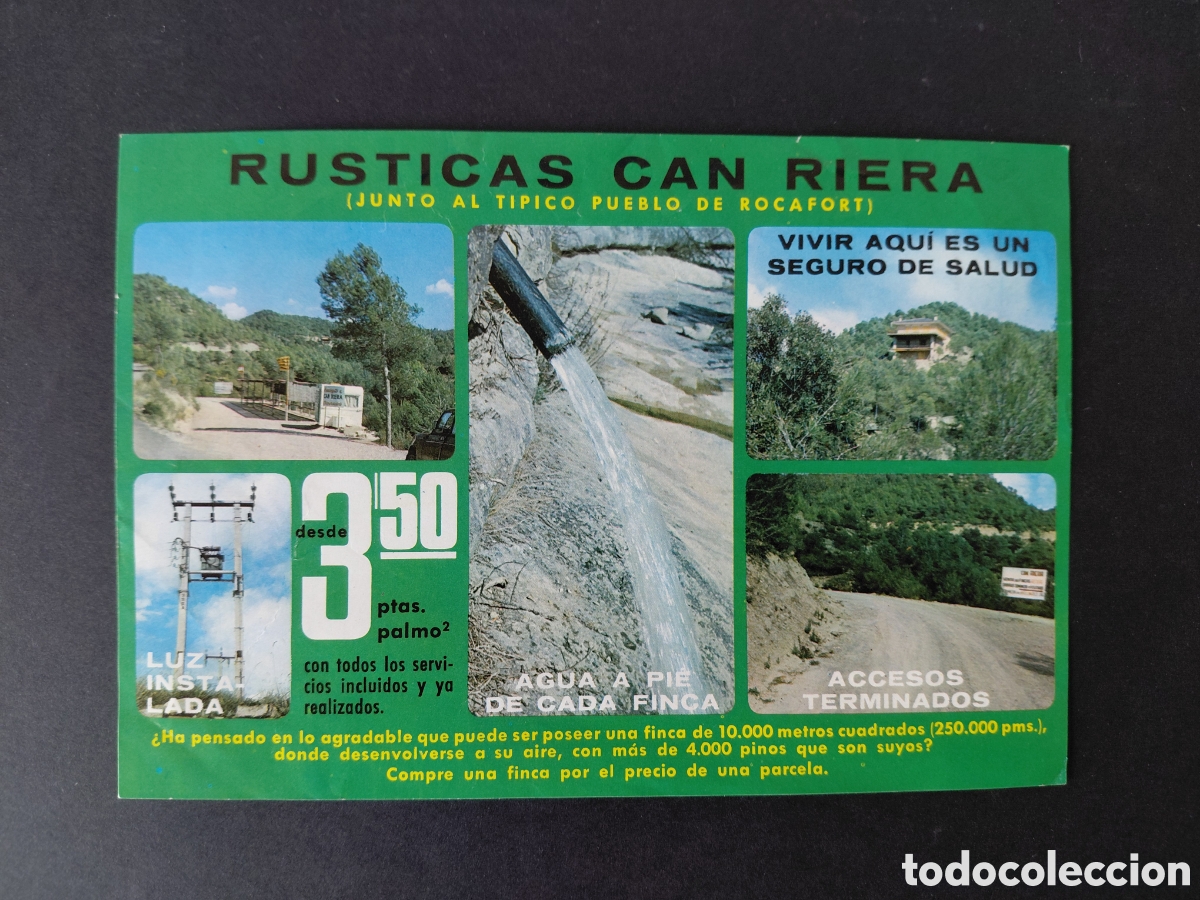 RUSTICAS CAN RIERA
(JUNTO AL TIPICO PUEBLO DE ROCAFORT)
VIVIR AQUÍ ES UN
SEGURO DE SALUD
CAN RIERA
desde
3'50
ptas.
palmo²
con todos los servi-
cios incluidos y ya
realizados.
LUZ
INSTA
LADA
AGUA A PIE
DE CADA FINCA
ACCESOS
TERMINADOS
¿Ha pensado en lo agradable que puede ser poseer una finca de 10.000 metros cuadrados (250.000 pms.),
donde desenvolverse a su aire, con más de 4.000 pinos que son suyos?
Compre una finca por el precio de una parcela.
todocoleccion